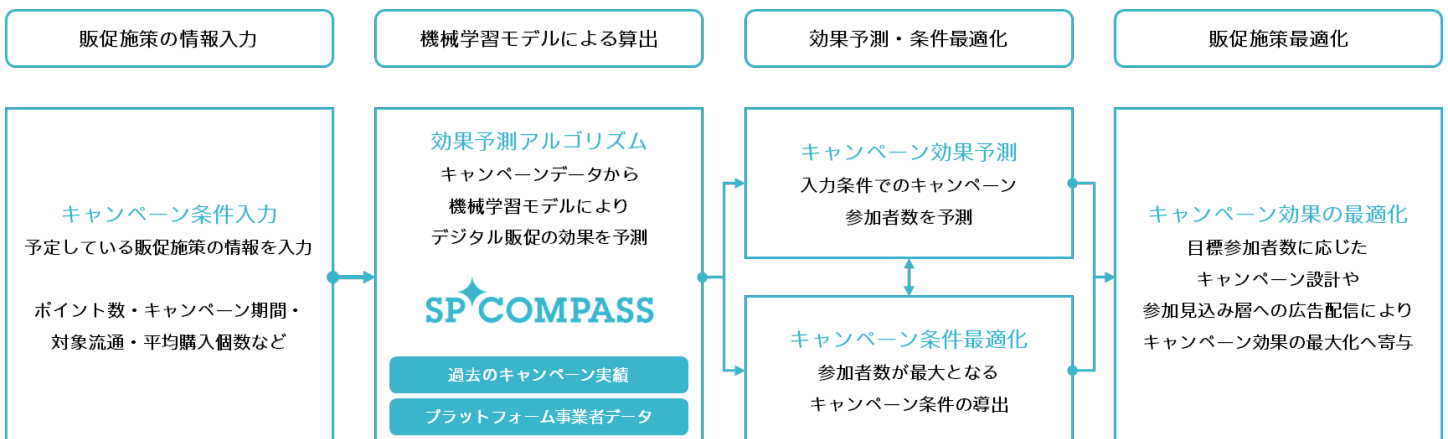 販促施策の情報入力
機械学習モデルによる算出
効果予測・条件最適化
販促施策最適化
キャンペーン条件入力
予定している販促施策の情報を入力
ポイント数・キャンペーン期間・
対象流通・平均購入個数など
効果予測アルゴリズム
キャンペーンデータから
機械学習モデルにより
デジタル販促の効果を予測
SP COMPASS
過去のキャンペーン実績
プラットフォーム事業者データ
キャンペーン効果予測
入力条件でのキャンペーン
参加者数を予測
キャンペーン条件最適化
参加者数が最大となる
キャンペーン条件の導出
キャンペーン効果の最適化
目標参加者数に応じた
キャンペーン設計や
参加見込み層への広告配信により
キャンペーン効果の最大化へ寄与